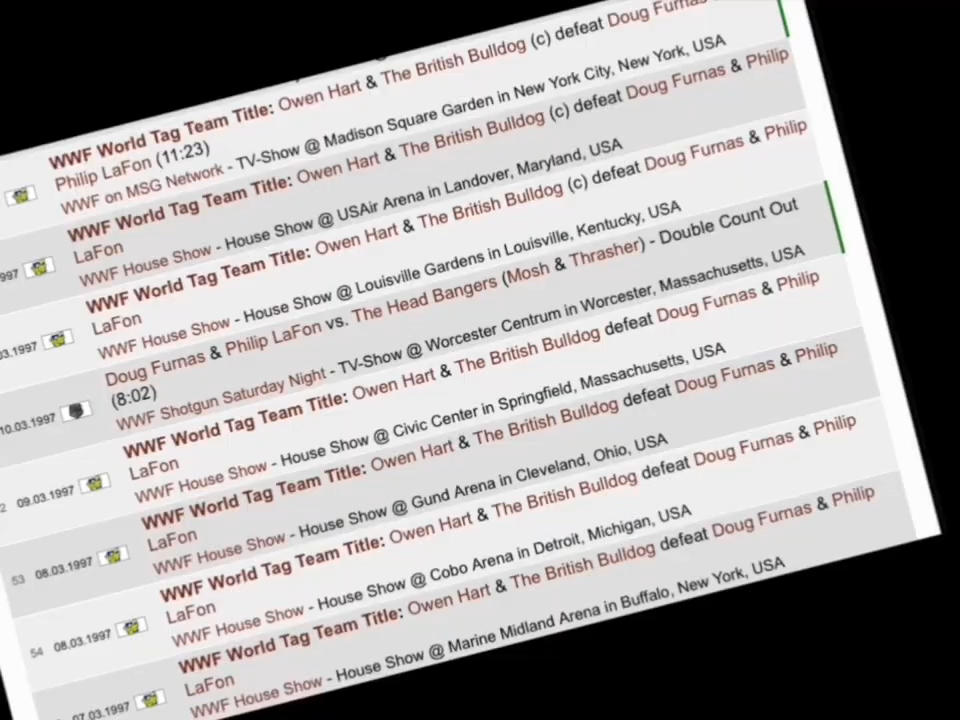 WWF World Tag Team Title: Owen Hart & The British Bulldog (c) defeat Doug Furnas
Philip LaFon (11:23)
WWF on MSG Network - TV-Show @ Madison Square Garden in New York City, New York, USA
WWF World Tag Team Title: Owen Hart & The British Bulldog (c) defeat Doug Furnas & Philip
LaFon
WWF House Show - House Show @ USAir Arena in Landover, Maryland, USA
WWF World Tag Team Title: Owen Hart & The British Bulldog (c) defeat Doug Furnas & Philip
LaFon
WWF House Show - House Show @ Louisville Gardens in Louisville, Kentucky, USA
10.03.1997 Doug Furnas & Philip LaFon vs. The Head Bangers (Mosh & Thrasher) - Double Count Out
(8:02)
WWF Shotgun Saturday Night - TV-Show @ Worcester Centrum in Worcester, Massachusetts, USA
09.03.1997 WWF World Tag Team Title: Owen Hart & The British Bulldog defeat Doug Furnas & Philip
LaFon
WWF House Show - House Show @ Civic Center in Springfield, Massachusetts, USA
53 08.03.1997 WWF World Tag Team Title: Owen Hart & The British Bulldog defeat Doug Furnas & Philip
LaFon
WWF House Show - House Show @ Gund Arena in Cleveland, Ohio, USA
54 08.03.1997 WWF World Tag Team Title: Owen Hart & The British Bulldog defeat Doug Furnas & Philip
LaFon
WWF House Show - House Show @ Cobo Arena in Detroit, Michigan, USA
07.03.1997 WWF World Tag Team Title: Owen Hart & The British Bulldog defeat Doug Furnas & Philip
LaFon
WWF House Show - House Show @ Marine Midland Arena in Buffalo, New York, USA